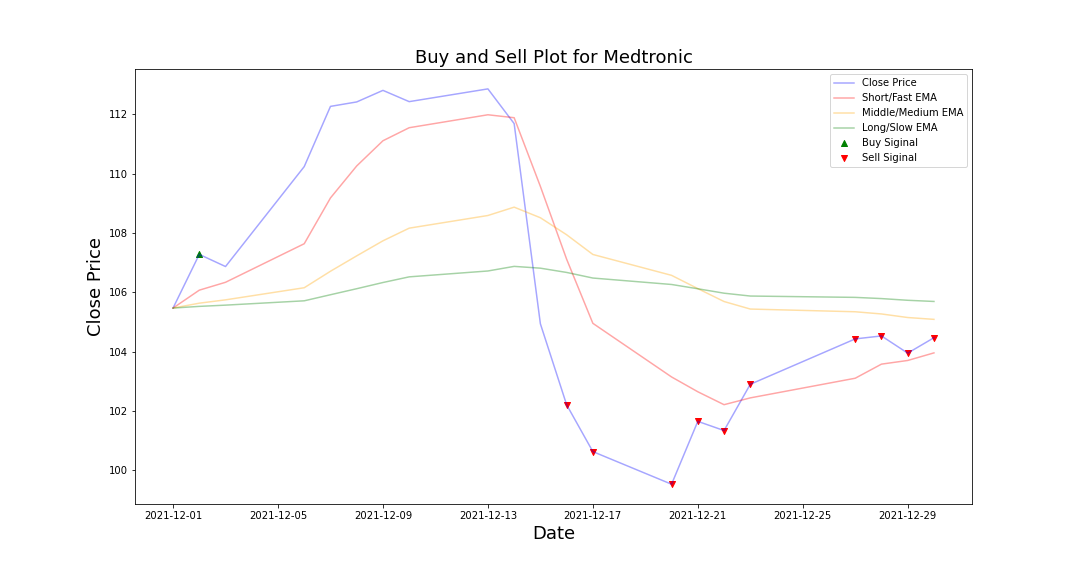 Buy and Sell Plot for Medtronic
Close Price
Short/Fast EMA
Middle/Medium EMA
Long/Slow EMA
Buy Siginal
Sell Siginal
112
110
108
106
104
102
100
Close Price
2021-12-01 2021-12-05 2021-12-09 2021-12-13 2021-12-17 2021-12-21 2021-12-25 2021-12-29
Date